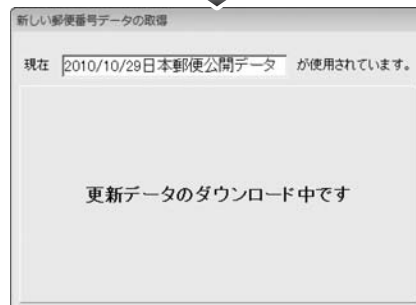 新しい郵便番号データの取得
現在 2010/10/29日本郵便公開データ が使用されています。
更新データのダウンロード中です